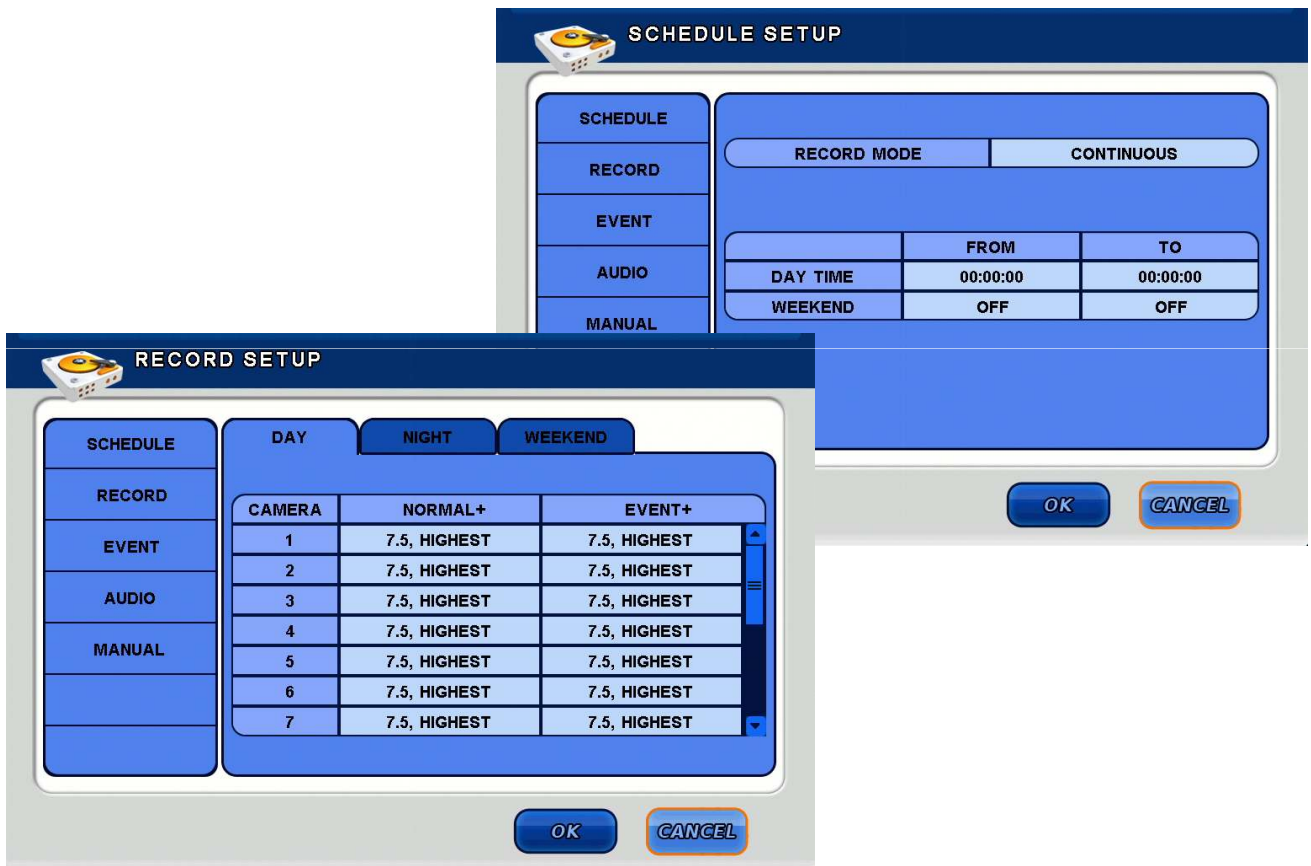 SCHEDULE SETUP
SCHEDULE
RECORD
EVENT
AUDIO
MANUAL
RECORD MODE CONTINUOUS
FROM TO
DAY TIME 00:00:00 00:00:00
WEEKEND OFF OFF
OK CANCEL
RECORD SETUP
SCHEDULE
RECORD
EVENT
AUDIO
MANUAL
DAY NIGHT WEEKEND
CAMERA NORMAL+ EVENT+
1 7.5, HIGHEST 7.5, HIGHEST
2 7.5, HIGHEST 7.5, HIGHEST
3 7.5, HIGHEST 7.5, HIGHEST
4 7.5, HIGHEST 7.5, HIGHEST
5 7.5, HIGHEST 7.5, HIGHEST
6 7.5, HIGHEST 7.5, HIGHEST
7 7.5, HIGHEST 7.5, HIGHEST
OK CANCEL